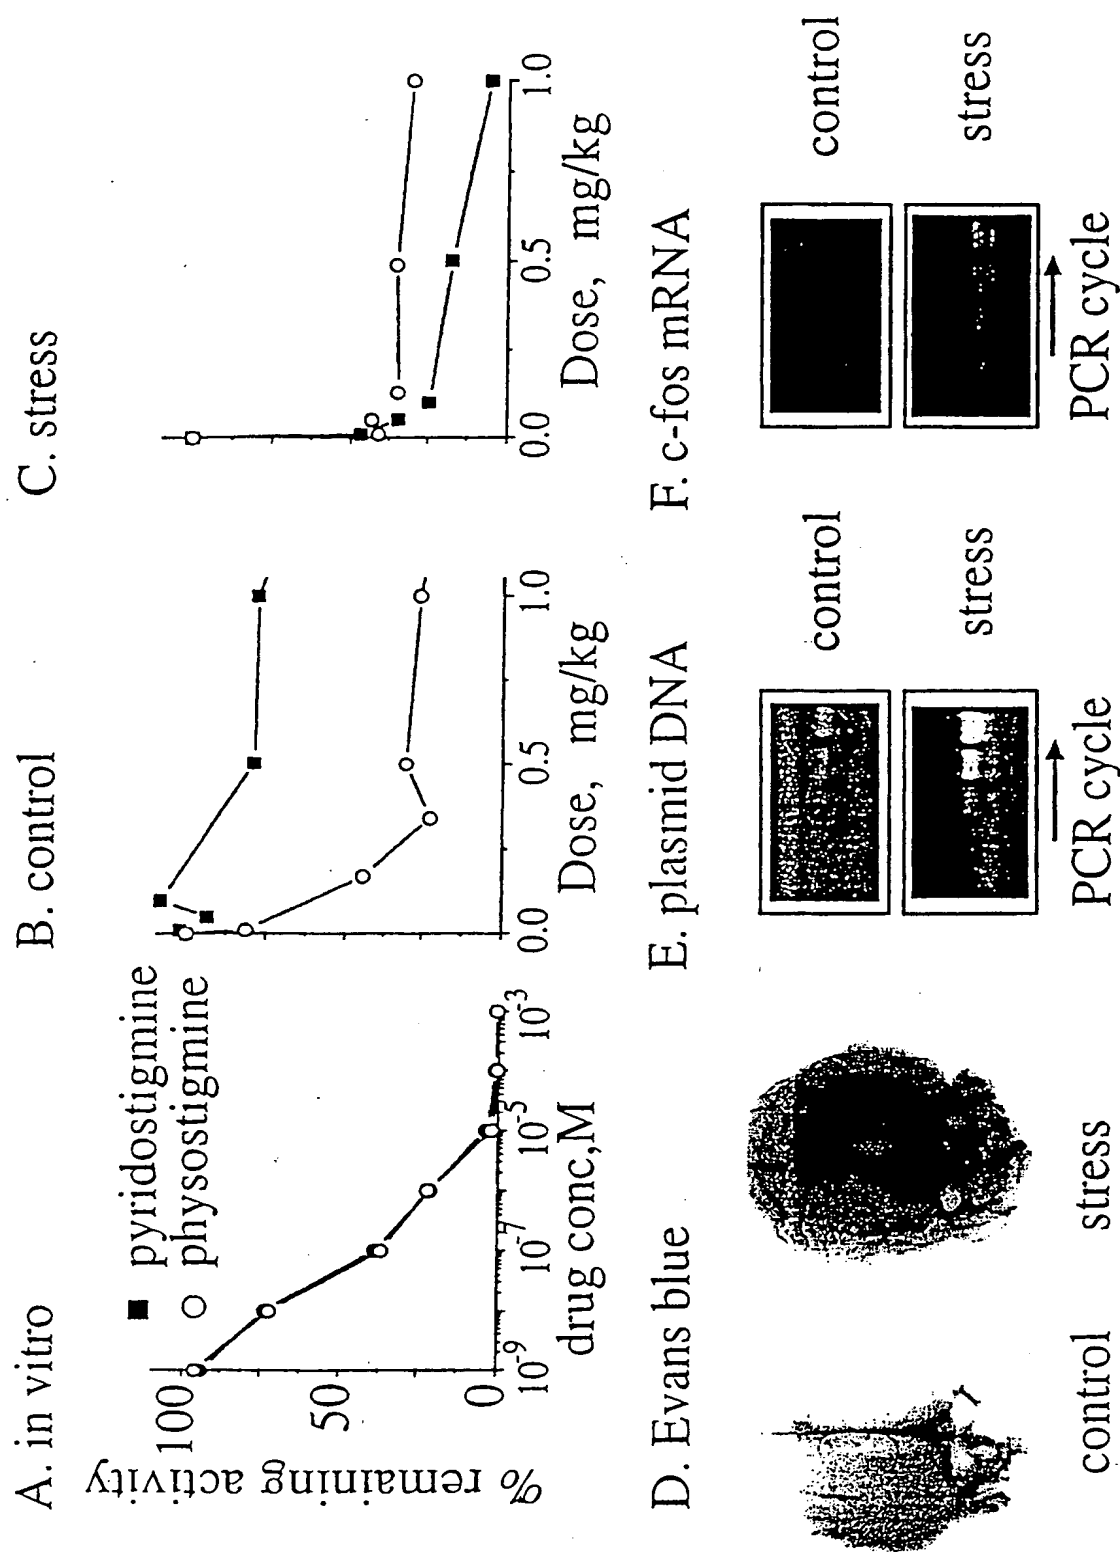 A. in vitro
B. control
C. stress
% remaining activity
100
50
0
10-9
10-7
10-5
10-3
drug conc,M
pyridostigmine
physostigmine
0.0
0.5
1.0
Dose, mg/kg
0.0
0.5
1.0
Dose, mg/kg
D. Evans blue
E. plasmid DNA
F. c-fos mRNA
control
stress
control
stress
PCR cycle
control
stress
PCR cycle